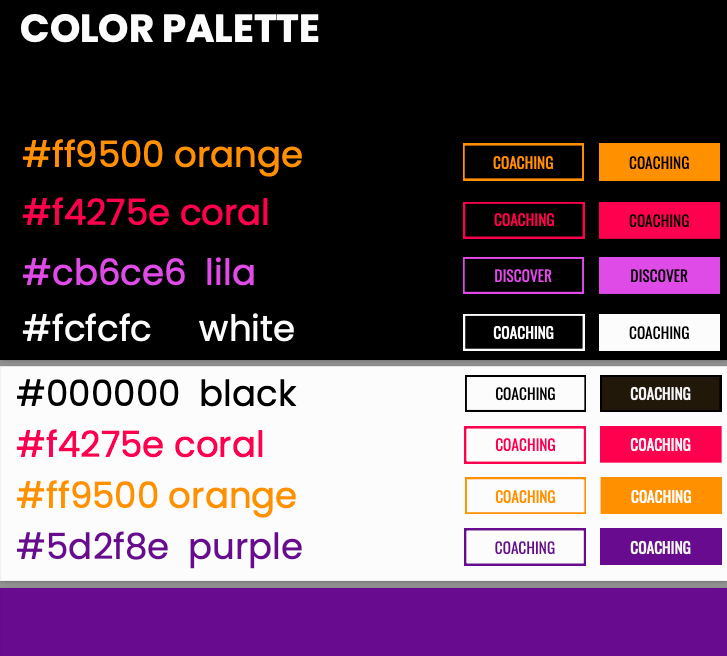 COLOR PALETTE
#ff9500 orange COACHING COACHING
#f4275e coral COACHING COACHING
#cb6ce6 lila DISCOVER DISCOVER
#fcfcfc white COACHING COACHING
#000000 black COACHING COACHING
#f4275e coral COACHING COACHING
#ff9500 orange COACHING COACHING
#5d2f8e purple COACHING COACHING